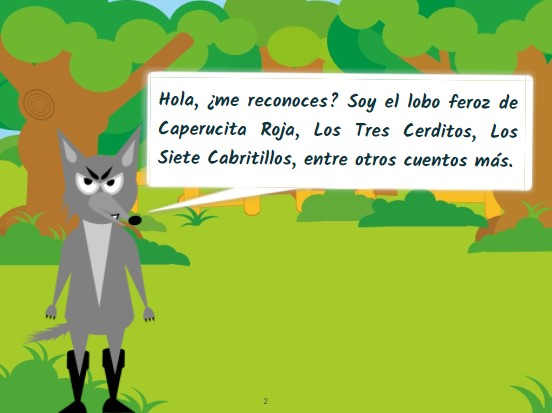 Hola, ¿me reconoces? Soy el lobo feroz de
Caperucita Roja, Los Tres Cerditos, Los
Siete Cabritillos, entre otros cuentos más.
2